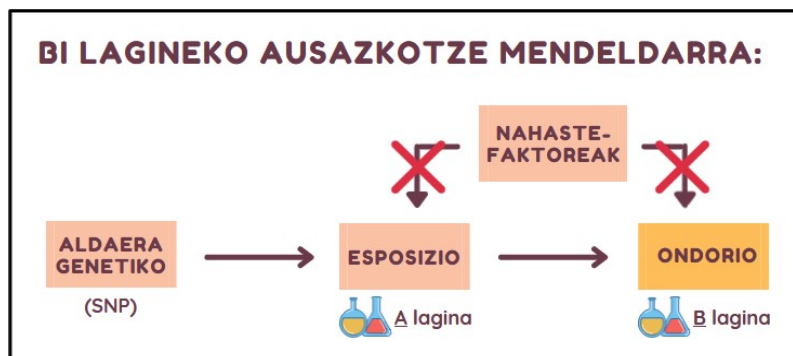 BI LAGINEKO AUSAZKOTZE MENDELDARRA:
NAHASTE-
FAKTOREAK
ALDAERA
GENETIKO
(SNP)
ESPOSIZIO
A lagina
ONDORIO
B lagina